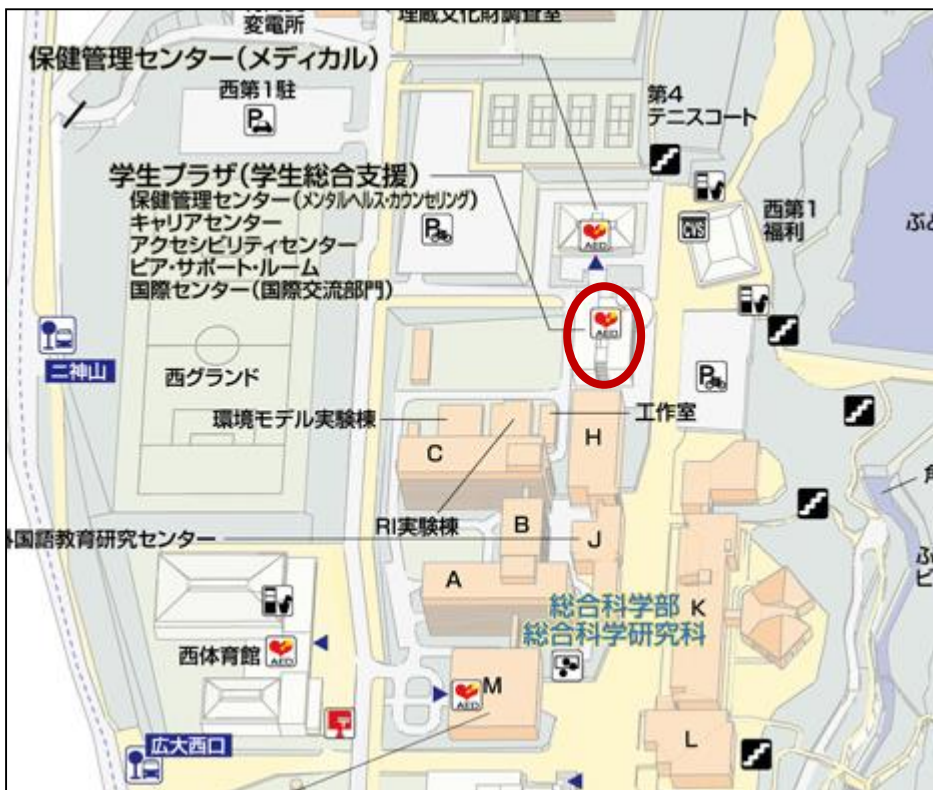 変電所
埋蔵文化財調査室
保健管理センター(メディカル)
西第1駐
P
第4
テニスコート
学生プラザ(学生総合支援)
保健管理センター(メンタルヘルス・カウンセリング)
キャリアセンター
アクセシビリティセンター
ピア・サポート・ルーム
国際センター(国際交流部門)
P
AED
CVS
西第1
福利
AED
二神山
西グランド
P
環境モデル実験棟
工作室
C
H
RI実験棟
B
外国語教育研究センター
J
A
総合科学部
総合科学研究科
K
西体育館
AED
AED
M
L
広大西口